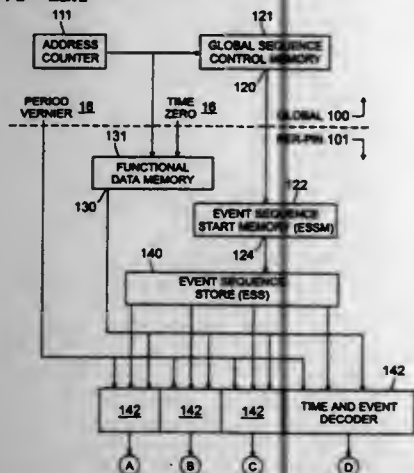 111
ADDRESS
COUNTER
121
GLOBAL SEQUENCE
CONTROL MEMORY
120
PERIOD
VERNIER 18
TIME
ZERO 16
GLOBAL 100
PER-PIN 101
131
FUNCTIONAL
DATA MEMORY
130
122
EVENT SEQUENCE
START MEMORY (ESSM)
124
140
EVENT SEQUENCE
STORE (ESS)
142
142
142
142
TIME AND EVENT
DECODER
A
B
C
D